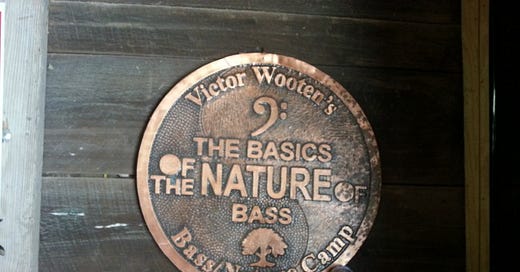 Victor Wooten's
THE BASICS
OF
THE NATURE OF
BASS
Bass Camp